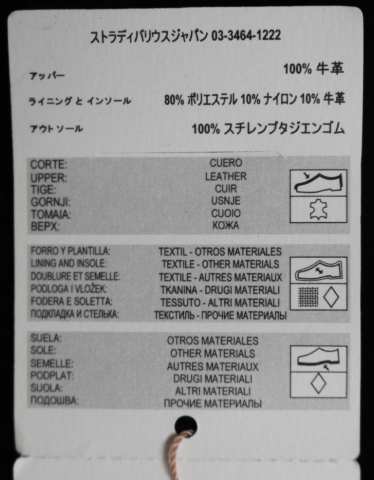 ストラディバリウスジャパン 03-3464-1222
アッパー 100% 牛革
ライニング と インソール 80% ポリエステル 10% ナイロン 10% 牛革
アウト ソール 100% スチレンブタジエンゴム
CORTE: CUERO
UPPER: LEATHER
TIGE: CUIR
GORNJI: USNJE
TOMAIA: CUOIO
ВЕРХ: КОЖА
FORRO Y PLANTILLA: TEXTIL - OTROS MATERIALES
LINING AND INSOLE: TEXTILE - OTHER MATERIALS
DOUBLURE ET SEMELLE: TEXTILE - AUTRES MATERIAUX
PODLOGA I VLOŽEK: TKANINA - DRUGI MATERIALI
FODERA E SOLETTA: TESSUTO - ALTRI MATERIALI
ПОДКЛАДКА И СТЕЛЬКА: ТЕКСТИЛЬ - ПРОЧИЕ МАТЕРИАЛЫ
SUELA: OTROS MATERIALES
SOLE: OTHER MATERIALS
SEMELLE: AUTRES MATERIAUX
PODPLAT: DRUGI MATERIALI
SUOLA: ALTRI MATERIALI
ПОДОШВА: ПРОЧИЕ МАТЕРИАЛЫ